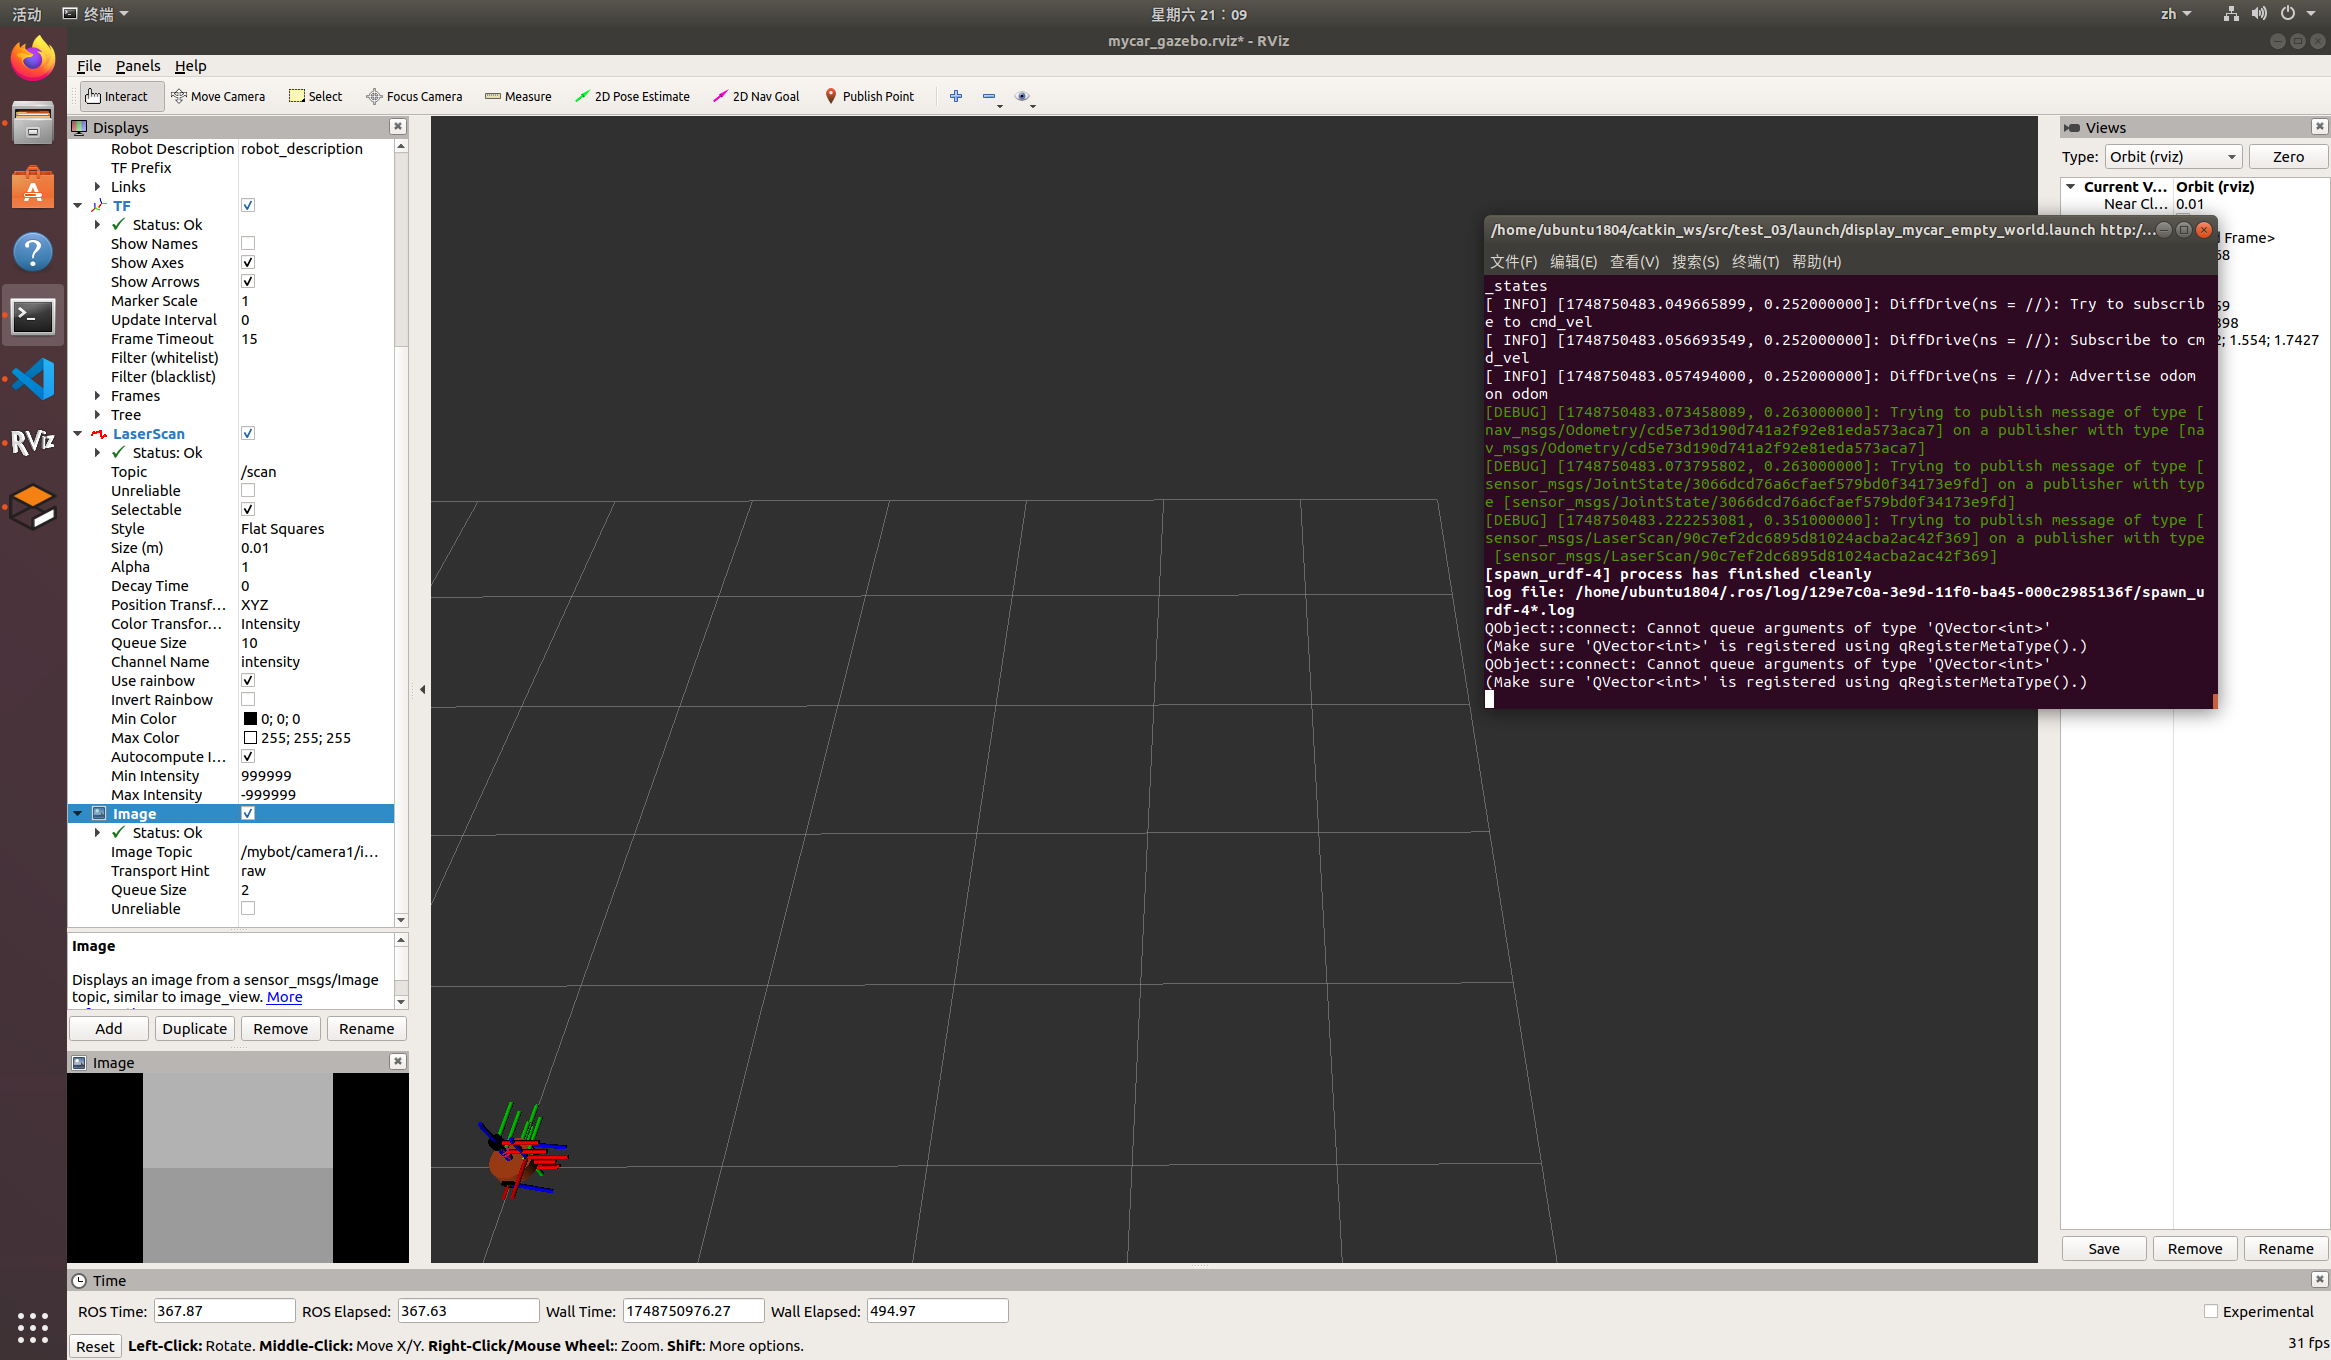 活动 终端 星期六 21：09 zh
mycar_gazebo.rviz* - RViz
File Panels Help
Interact Move Camera Select Focus Camera Measure 2D Pose Estimate 2D Nav Goal Publish Point
Displays
Robot Description robot_description
TF Prefix
Links
TF
Status: Ok
Show Names
Show Axes
Show Arrows
Marker Scale 1
Update Interval 0
Frame Timeout 15
Filter (whitelist)
Filter (blacklist)
Frames
Tree
LaserScan
Status: Ok
Topic /scan
Unreliable
Selectable
Style Flat Squares
Size (m) 0.01
Alpha 1
Decay Time 0
Position Transf... XYZ
Color Transfor... Intensity
Queue Size 10
Channel Name intensity
Use rainbow
Invert Rainbow
Min Color 0; 0; 0
Max Color 255; 255; 255
Autocompute I...
Min Intensity 999999
Max Intensity -999999
Image
Status: Ok
Image Topic /mybot/camera1/i...
Transport Hint raw
Queue Size 2
Unreliable
Image
Displays an image from a sensor_msgs/Image
topic, similar to image_view. More
Add Duplicate Remove Rename
Image
RViz
/home/ubuntu1804/catkin_ws/src/test_03/launch/display_mycar_empty_world.launch http:/...
文件(F) 编辑(E) 查看(V) 搜索(S) 终端(T) 帮助(H)
_states
[ INFO] [1748750483.049665899, 0.252000000]: DiffDrive(ns = //): Try to subscrib
e to cmd_vel
[ INFO] [1748750483.056693549, 0.252000000]: DiffDrive(ns = //): Subscribe to cm
d_vel
[ INFO] [1748750483.057494000, 0.252000000]: DiffDrive(ns = //): Advertise odom
on odom
[DEBUG] [1748750483.073458089, 0.263000000]: Trying to publish message of type [
nav_msgs/Odometry/cd5e73d190d741a2f92e81eda573aca7] on a publisher with type [na
v_msgs/Odometry/cd5e73d190d741a2f92e81eda573aca7]
[DEBUG] [1748750483.073795802, 0.263000000]: Trying to publish message of type [
sensor_msgs/JointState/3066dcd76a6cfaef579bd0f34173e9fd] on a publisher with typ
e [sensor_msgs/JointState/3066dcd76a6cfaef579bd0f34173e9fd]
[DEBUG] [1748750483.222253081, 0.351000000]: Trying to publish message of type [
sensor_msgs/LaserScan/90c7ef2dc6895d81024acba2ac42f369] on a publisher with type
[sensor_msgs/LaserScan/90c7ef2dc6895d81024acba2ac42f369]
[spawn_urdf-4] process has finished cleanly
log file: /home/ubuntu1804/.ros/log/129e7c0a-3e9d-11f0-ba45-000c2985136f/spawn_u
rdf-4*.log
QObject::connect: Cannot queue arguments of type 'QVector<int>'
(Make sure 'QVector<int>' is registered using qRegisterMetaType().)
QObject::connect: Cannot queue arguments of type 'QVector<int>'
(Make sure 'QVector<int>' is registered using qRegisterMetaType().)
Views
Type: Orbit (rviz) Zero
Current V... Orbit (rviz)
Near Cl... 0.01
Frame>
58
59
398
2; 1.554; 1.7427
Save Remove Rename
Time
ROS Time: 367.87 ROS Elapsed: 367.63 Wall Time: 1748750976.27 Wall Elapsed: 494.97 Experimental
Reset Left-Click: Rotate. Middle-Click: Move X/Y. Right-Click/Mouse Wheel:: Zoom. Shift: More options. 31 fps